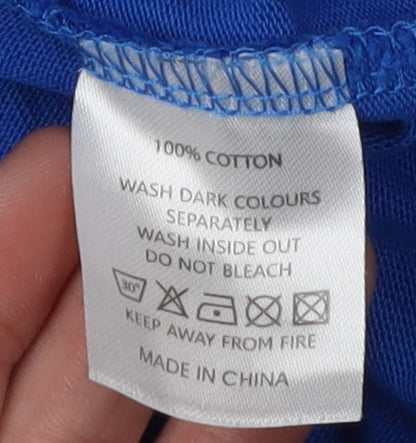 100% COTTON
WASH DARK COLOURS
SEPARATELY
WASH INSIDE OUT
DO NOT BLEACH
30°
KEEP AWAY FROM FIRE
MADE IN CHINA